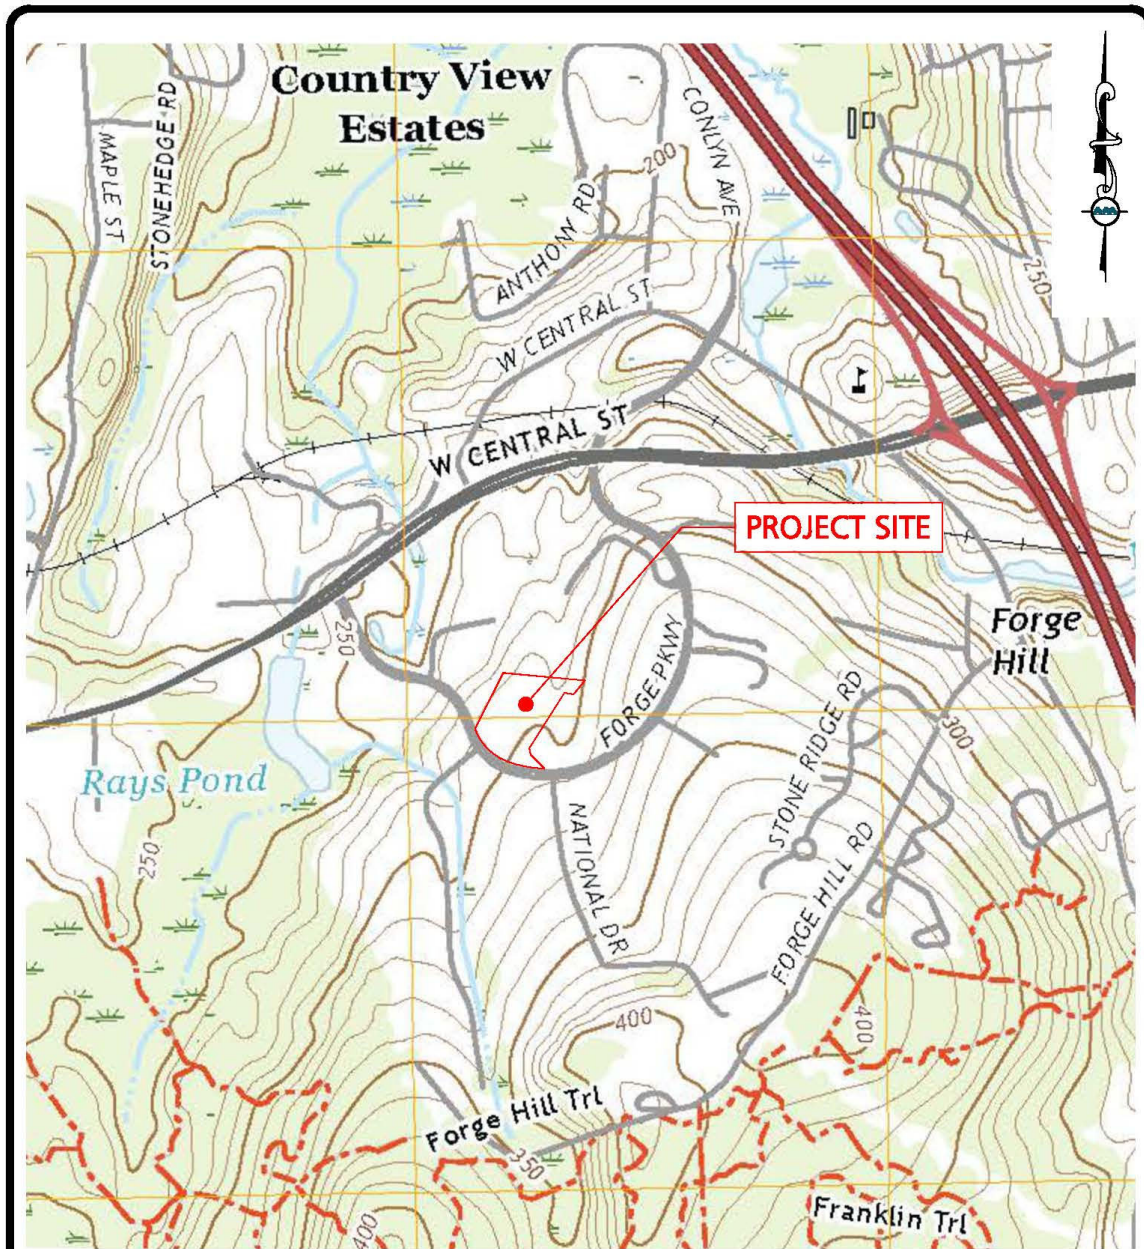 Country View
Estates
MAPLE ST
STONEHEDGE RD
CONLYN AVE
200
ANTHONY RD
250
W CENTRAL ST
W CENTRAL ST
PROJECT SITE
250
Forge
Hill
FORGE PKWY
STONE RIDGE RD
300
Rays Pond
250
NATIONAL DR
FORGE HILL RD
400
400
Forge Hill Trl
350
Franklin Trl
400